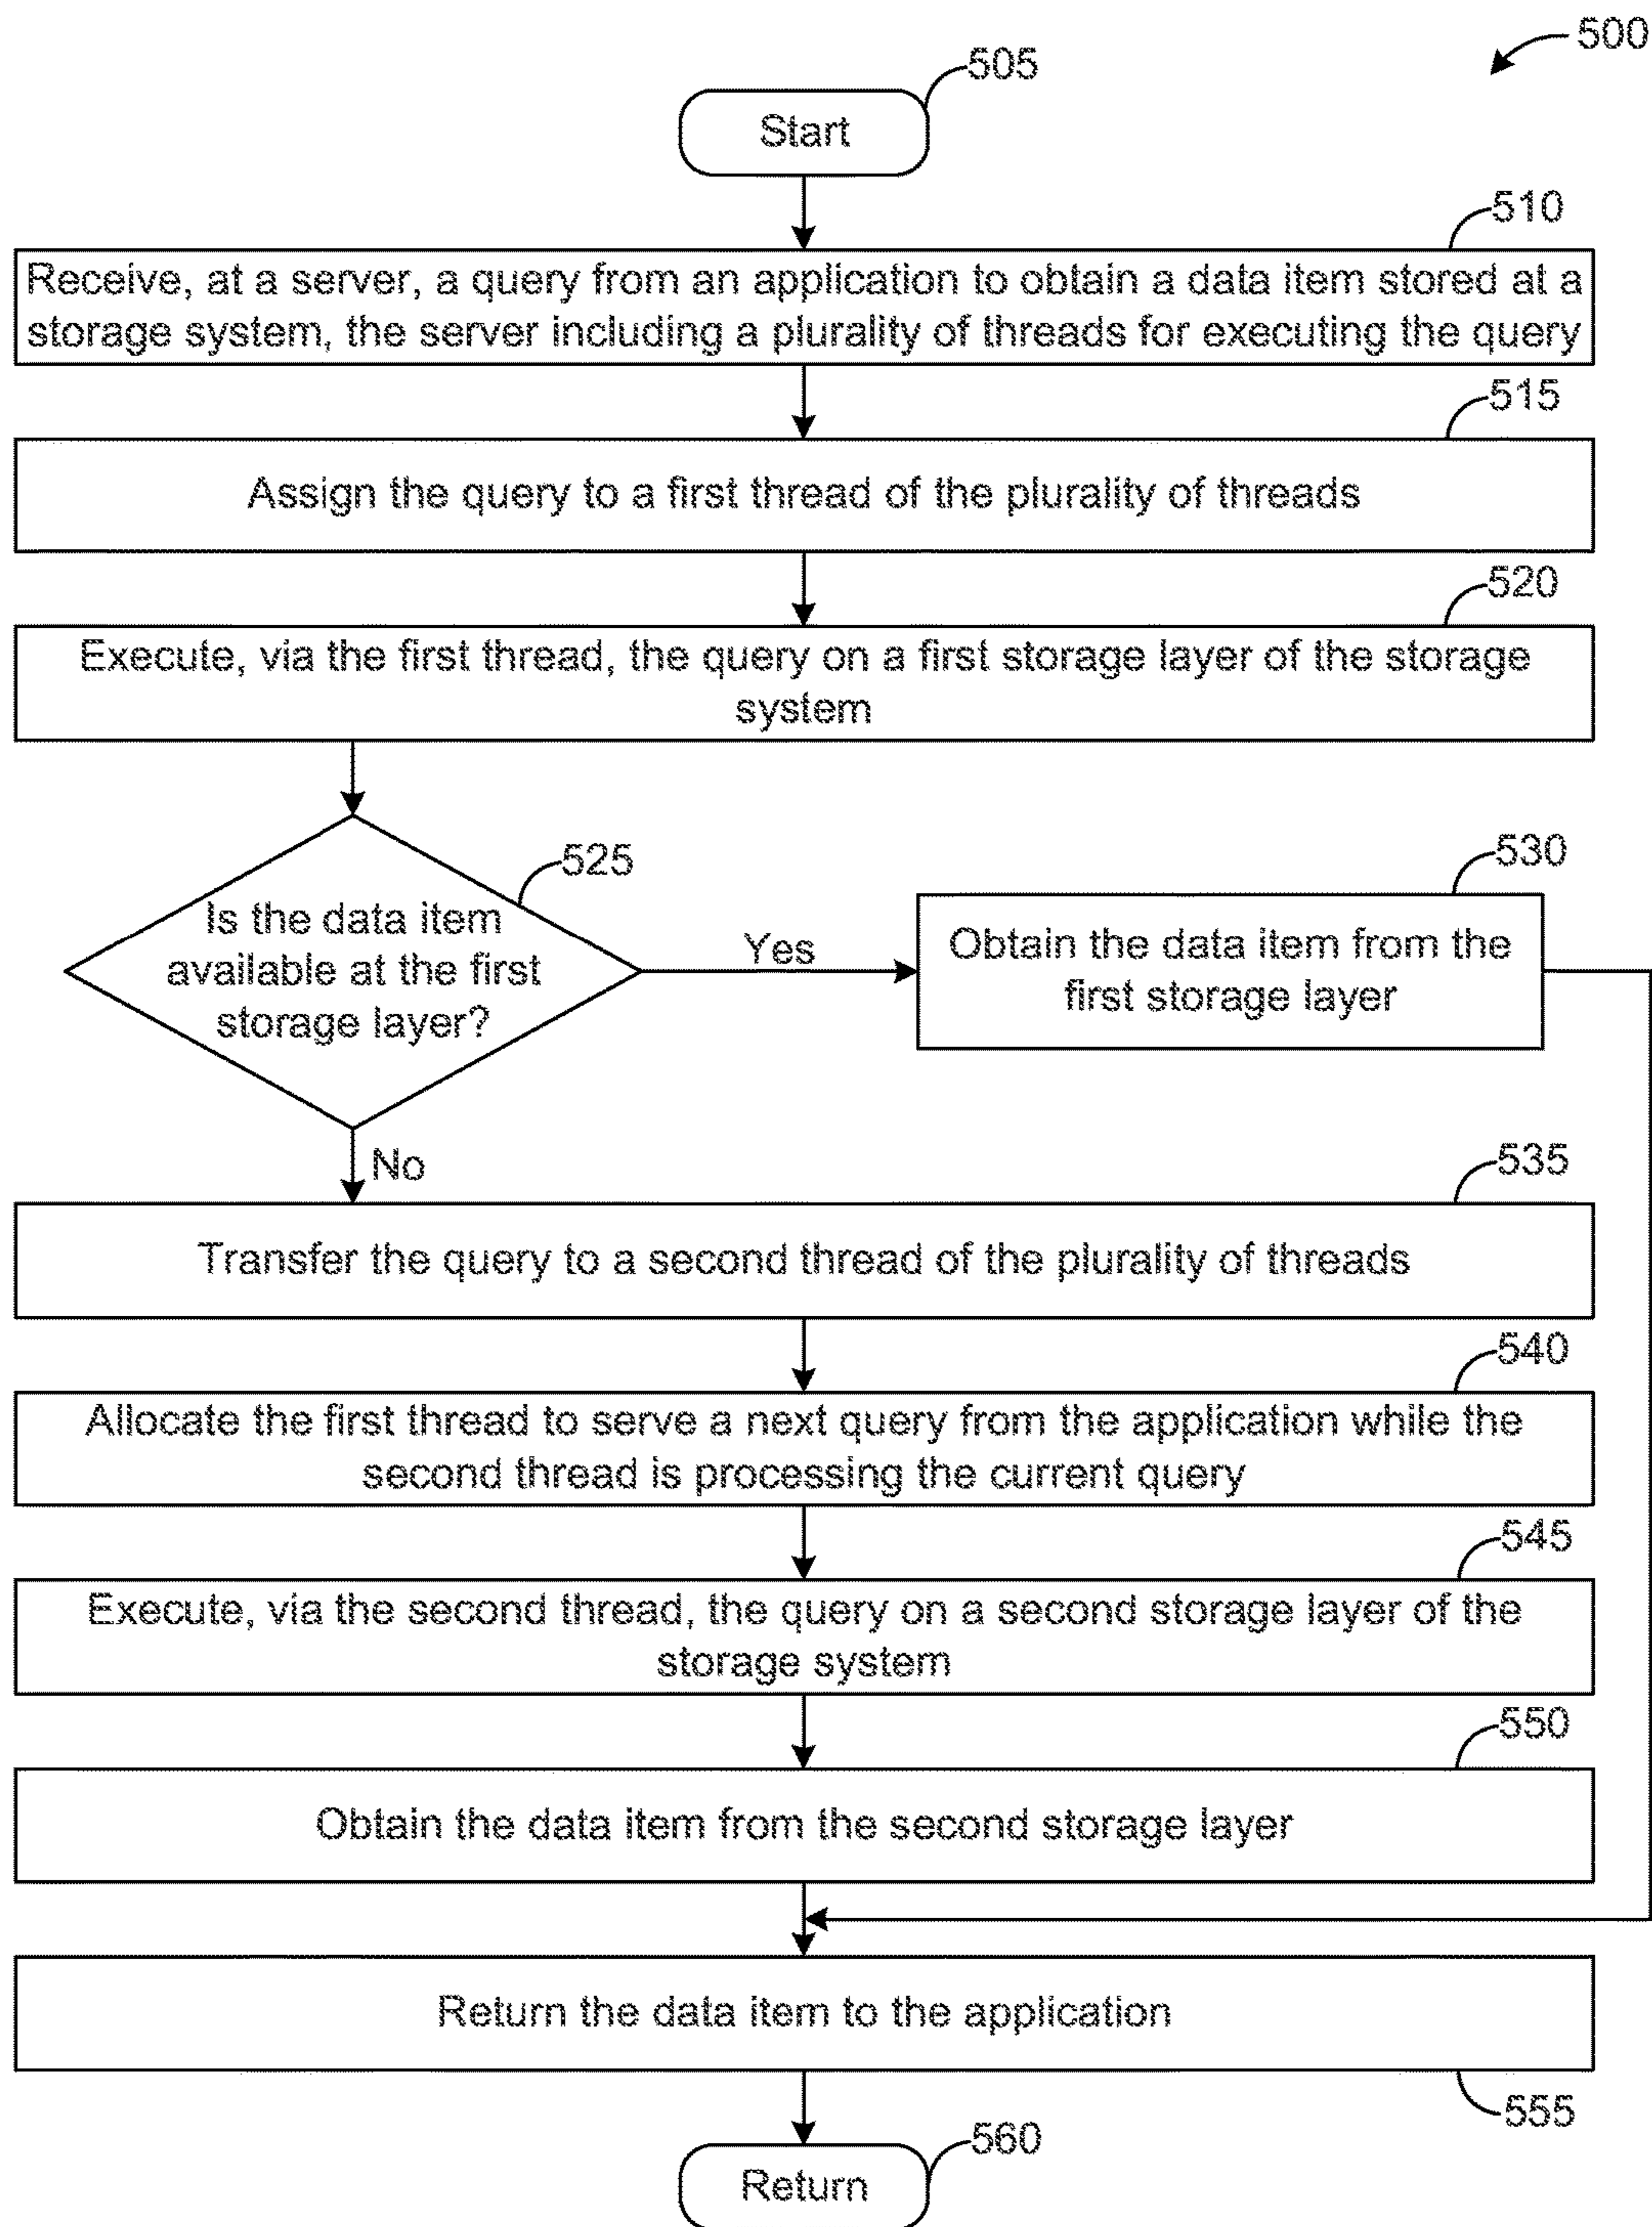 500
505
Start
510
Receive, at a server, a query from an application to obtain a data item stored at a
storage system, the server including a plurality of threads for executing the query
515
Assign the query to a first thread of the plurality of threads
520
Execute, via the first thread, the query on a first storage layer of the storage
system
525
Is the data item
available at the first
storage layer?
Yes
530
Obtain the data item from the
first storage layer
No
535
Transfer the query to a second thread of the plurality of threads
540
Allocate the first thread to serve a next query from the application while the
second thread is processing the current query
545
Execute, via the second thread, the query on a second storage layer of the
storage system
550
Obtain the data item from the second storage layer
Return the data item to the application
555
560
Return